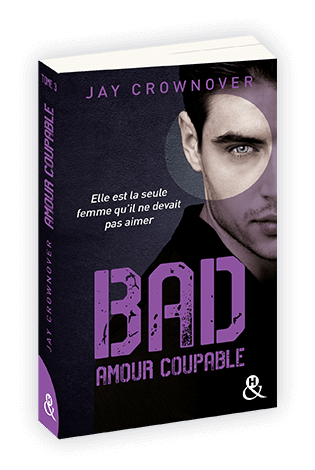 JAY CROWNOVER
Elle est la seule
femme qu'il ne devait
pas aimer
BAD
AMOUR COUPABLE
&
H
TOME 3
AMOUR COUPABLE
JAY CROWNOVER
&